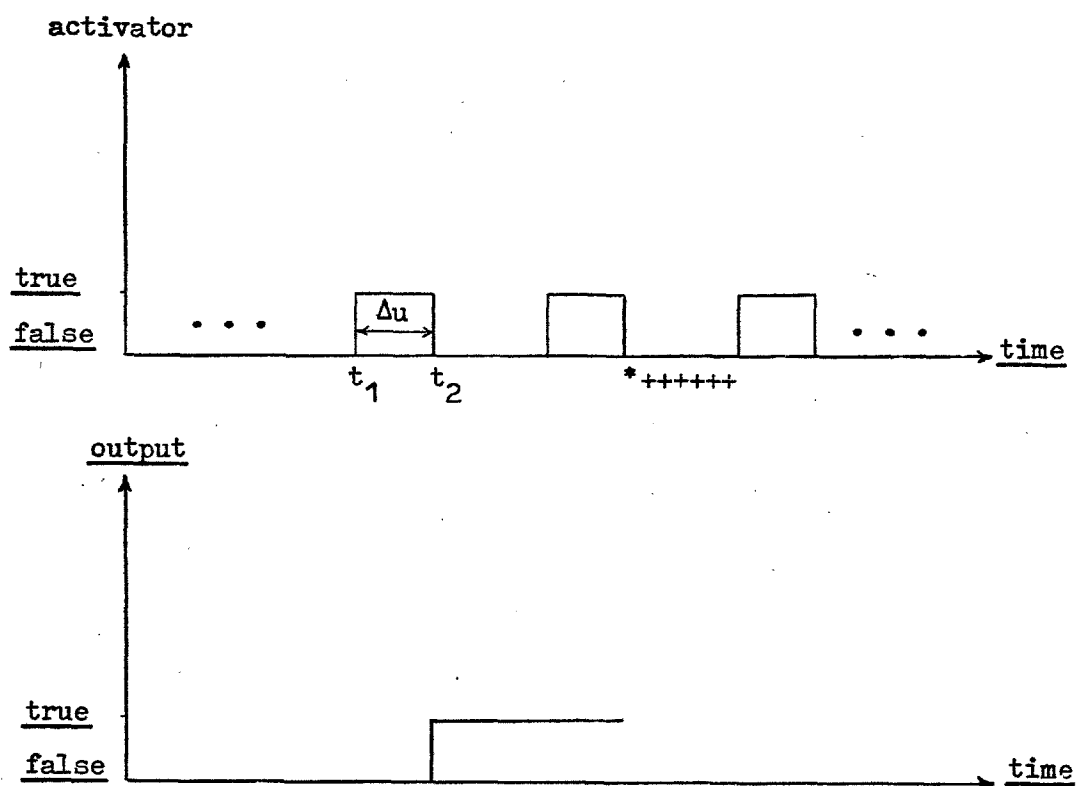 activator
true
Δu
false
• • •
• • •
time
t1 t2 *++++++
output
true
false
time